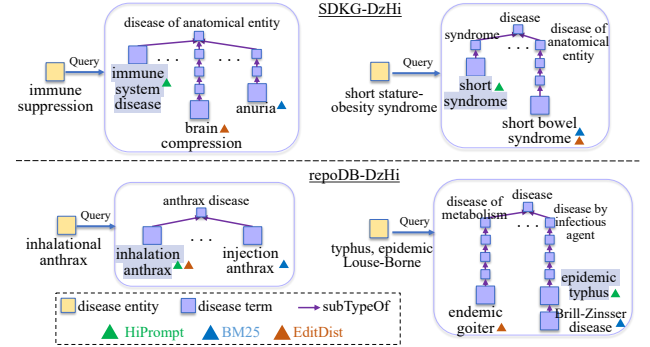 SDKG-DzHi
disease of anatomical entity
Query
immune
suppression
immune
system
disease
. . .
. . .
brain
compression
anuria
disease
syndrome
. . .
disease of
anatomical
entity
Query
short stature-
obesity syndrome
short
syndrome
short bowel
syndrome
repoDB-DzHi
anthrax disease
Query
inhalational
anthrax
inhalation
anthrax
. . .
injection
anthrax
disease
disease of
metabolism
. . .
disease by
infectious
agent
Query
typhus, epidemic
Louse-Borne
endemic
goiter
epidemic
typhus
Brill-Zinsser
disease
disease entity
disease term
subTypeOf
HiPrompt
BM25
EditDist